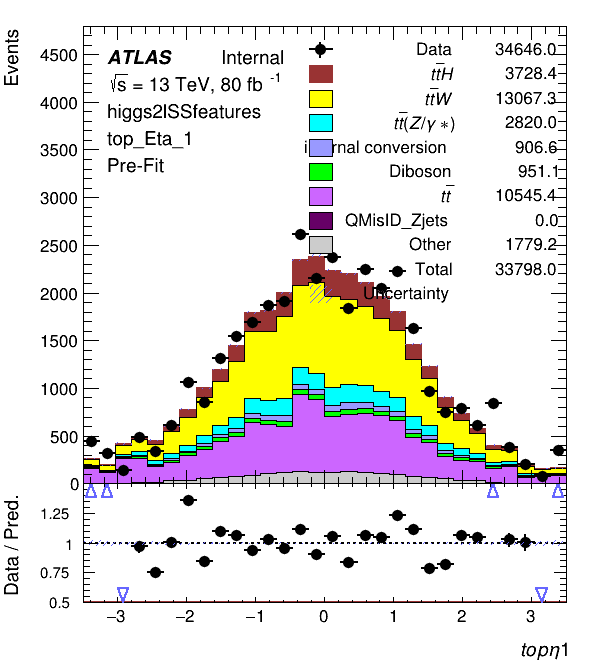 Events
4500
4000
3500
3000
2500
2000
1500
1000
500
0
ATLAS Internal
√s = 13 TeV, 80 fb -1
higgs2lSSfeatures
top_Eta_1
Pre-Fit
Data 34646.0
tt̄H 3728.4
tt̄W 13067.3
tt̄(Z/γ *) 2820.0
conversion 906.6
Diboson 951.1
tt̄ 10545.4
QMisID_Zjets 0.0
Other 1779.2
Total 33798.0
Uncertainty
Data / Pred.
1.25
1
0.75
0.5
−3 −2 −1 0 1 2 3
topη1